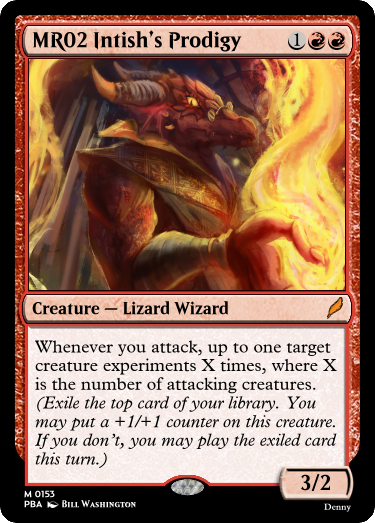 MR02 Intish's Prodigy 1
Creature — Lizard Wizard
Whenever you attack, up to one target
creature experiments X times, where X
is the number of attacking creatures.
(Exile the top card of your library. You
may put a +1/+1 counter on this creature.
If you don't, you may play the exiled card
this turn.)
3/2
M 0153
PBA Bill Washington
Denny